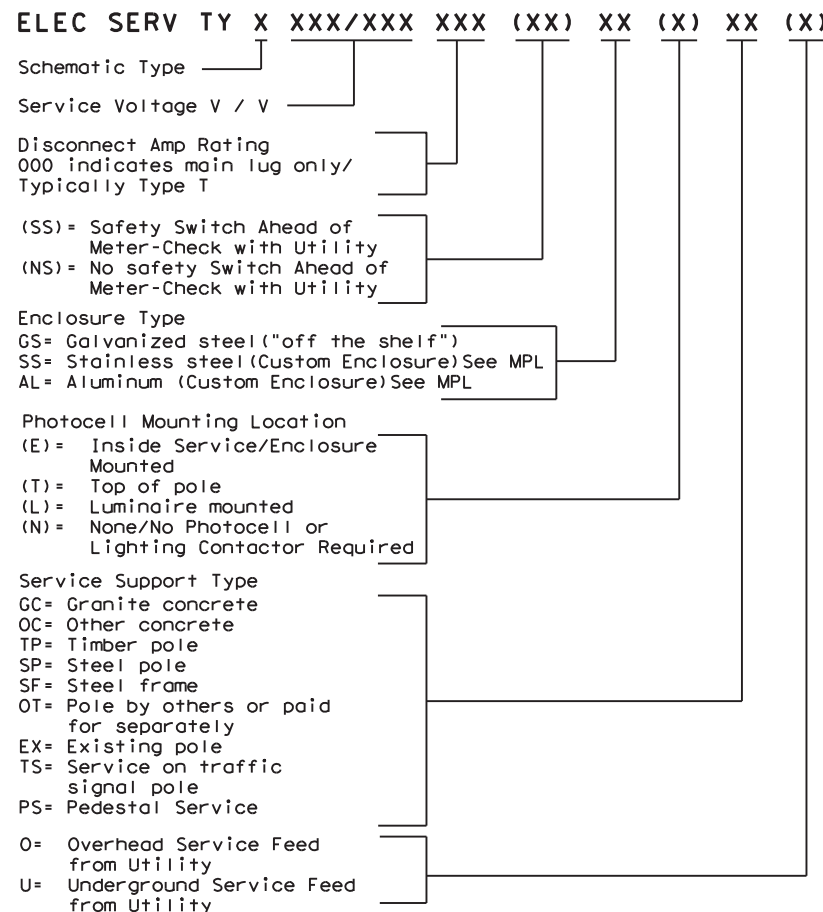 ELEC SERV TY X XXX/XXX XXX (XX) XX (X) XX (X)
Schematic Type
Service Voltage V / V
Disconnect Amp Rating
000 indicates main lug only/
Typically Type T
(SS)= Safety Switch Ahead of
Meter-Check with Utility
(NS)= No safety Switch Ahead of
Meter-Check with Utility
Enclosure Type
GS= Galvanized steel("off the shelf")
SS= Stainless steel(Custom Enclosure)See MPL
AL= Aluminum (Custom Enclosure)See MPL
Photocell Mounting Location
(E)= Inside Service/Enclosure
Mounted
(T)= Top of pole
(L)= Luminaire mounted
(N)= None/No Photocell or
Lighting Contactor Required
Service Support Type
GC= Granite concrete
OC= Other concrete
TP= Timber pole
SP= Steel pole
SF= Steel frame
OT= Pole by others or paid
for separately
EX= Existing pole
TS= Service on traffic
signal pole
PS= Pedestal Service
O= Overhead Service Feed
from Utility
U= Underground Service Feed
from Utility